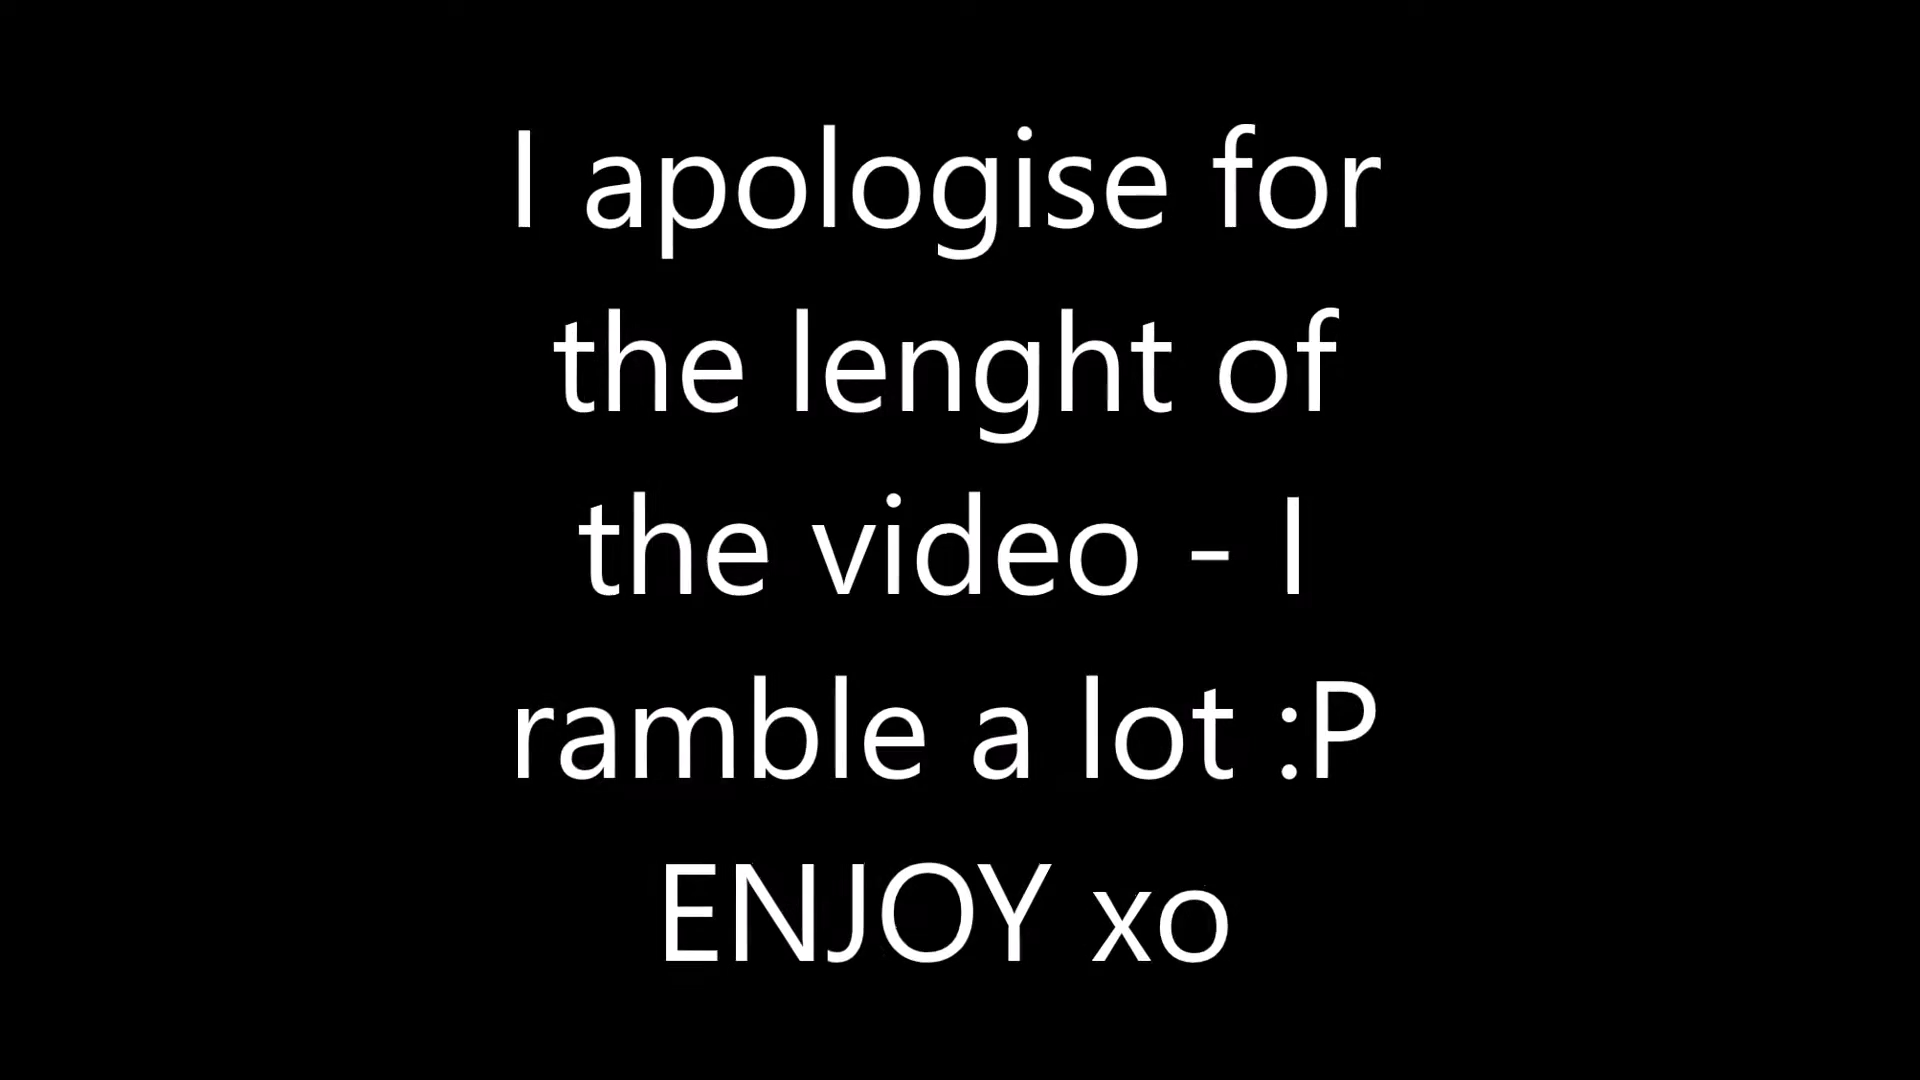 I apologise for
the lenght of
the video - I
ramble a lot :P
ENJOY xo